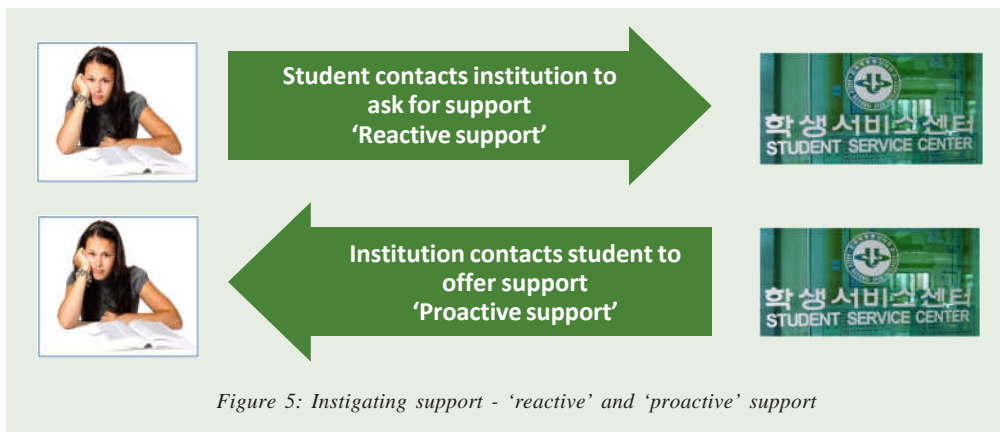 Student contacts institution to
ask for support
‘Reactive support’
학생서비스센터
STUDENT SERVICE CENTER
Institution contacts student to
offer support
‘Proactive support’
학생서비스센터
STUDENT SERVICE CENTER
Figure 5: Instigating support - ‘reactive’ and ‘proactive’ support